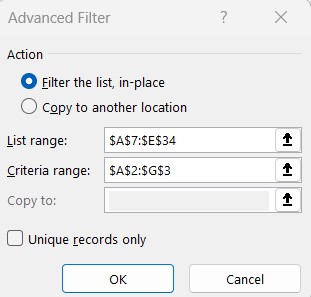 Advanced Filter ? ×
Action
Filter the list, in-place
Copy to another location
List range: $A$7:$E$34
Criteria range: $A$2:$G$3
Copy to:
Unique records only
OK Cancel